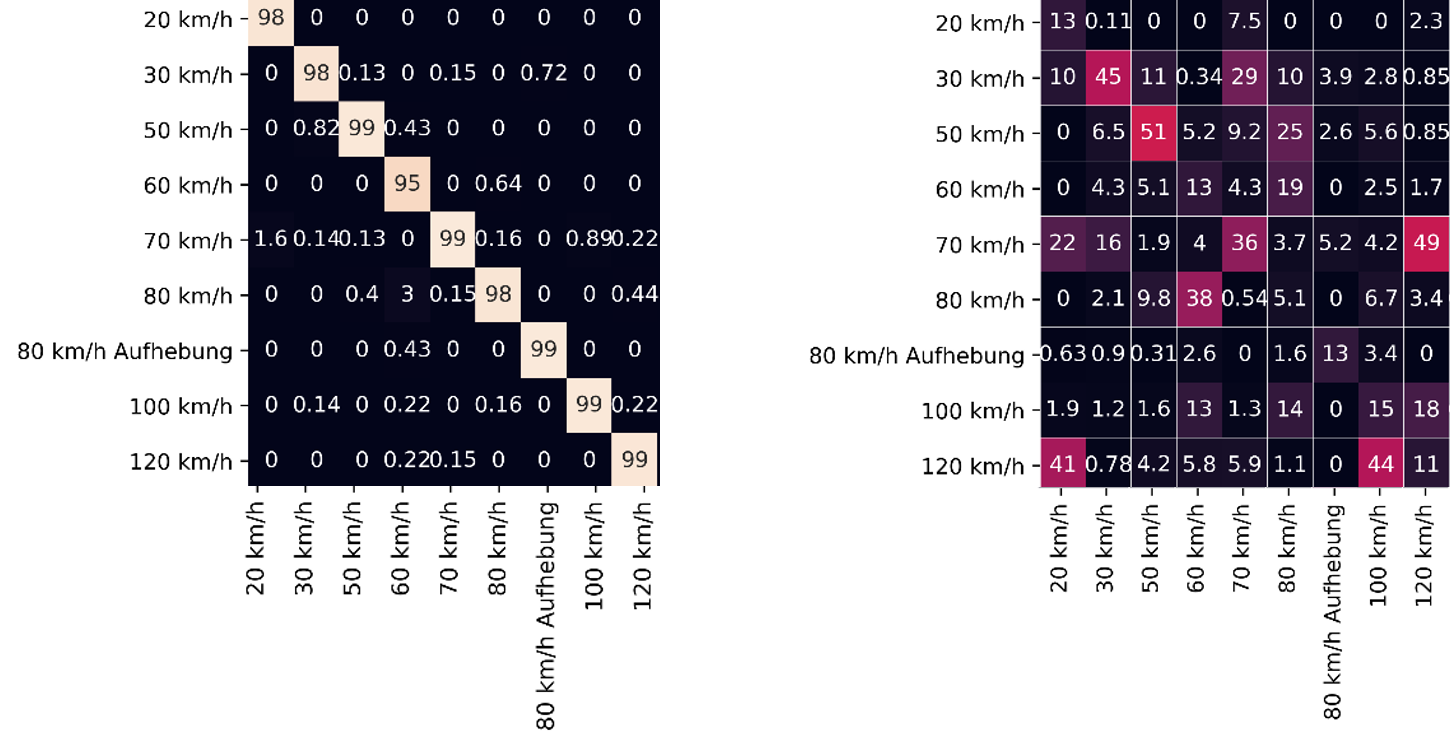 20 km/h 98 0 0 0 0 0 0 0 0
30 km/h 0 98 0.13 0 0.15 0 0.72 0 0
50 km/h 0 0.82 99 0.43 0 0 0 0 0
60 km/h 0 0 0 95 0 0.64 0 0 0
70 km/h 1.6 0.14 0.13 0 99 0.16 0 0.89 0.22
80 km/h 0 0 0.4 3 0.15 98 0 0 0.44
80 km/h Aufhebung 0 0 0 0.43 0 0 99 0 0
100 km/h 0 0.14 0 0.22 0 0.16 0 99 0.22
120 km/h 0 0 0 0.22 0.15 0 0 0 99
20 km/h 30 km/h 50 km/h 60 km/h 70 km/h 80 km/h 80 km/h Aufhebung 100 km/h 120 km/h
20 km/h 13 0.11 0 0 7.5 0 0 0 2.3
30 km/h 10 45 11 0.34 29 10 3.9 2.8 0.85
50 km/h 0 6.5 51 5.2 9.2 25 2.6 5.6 0.85
60 km/h 0 4.3 5.1 13 4.3 19 0 2.5 1.7
70 km/h 22 16 1.9 4 36 3.7 5.2 4.2 49
80 km/h 0 2.1 9.8 38 0.54 5.1 0 6.7 3.4
80 km/h Aufhebung 0.63 0.9 0.31 2.6 0 1.6 13 3.4 0
100 km/h 1.9 1.2 1.6 13 1.3 14 0 15 18
120 km/h 41 0.78 4.2 5.8 5.9 1.1 0 44 11
20 km/h 30 km/h 50 km/h 60 km/h 70 km/h 80 km/h 80 km/h Aufhebung 100 km/h 120 km/h